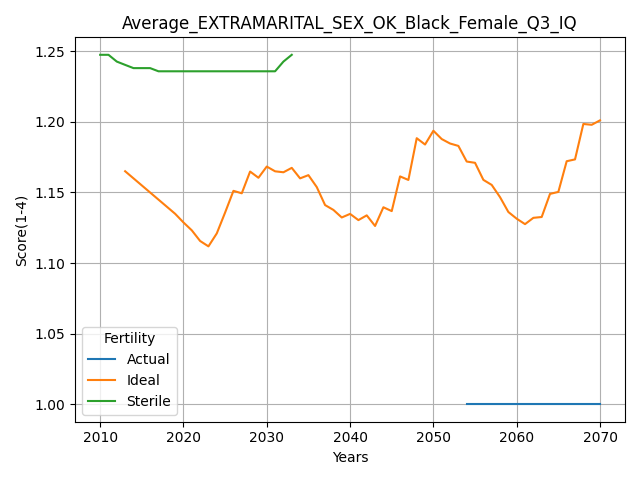 Average_EXTRAMARITAL_SEX_OK_Black_Female_Q3_IQ
1.25
1.20
1.15
1.10
1.05
1.00
Score(1-4)
Fertility
Actual
Ideal
Sterile
2010 2020 2030 2040 2050 2060 2070
Years